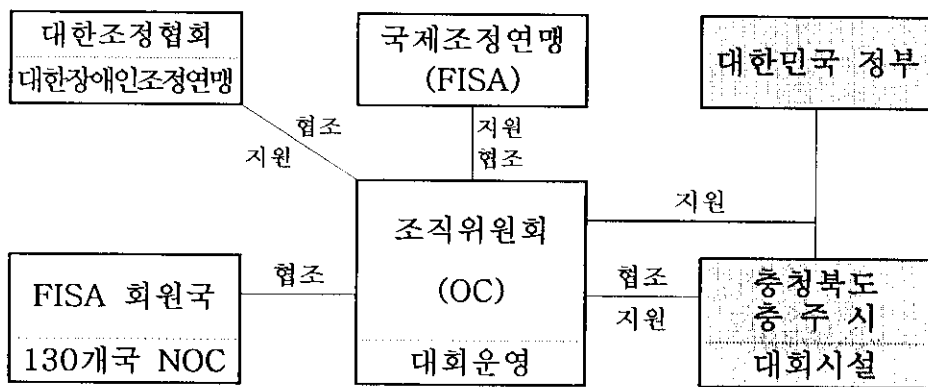 대한조정협회
대한장애인조정연맹
국제조정연맹
(FISA)
대한민국 정부
협조
지원
지원
협조
조직위원회
(OC)
대회운영
지원
FISA 회원국
130개국 NOC
협조
협조
지원
충청북도
충 주 시
대회시설